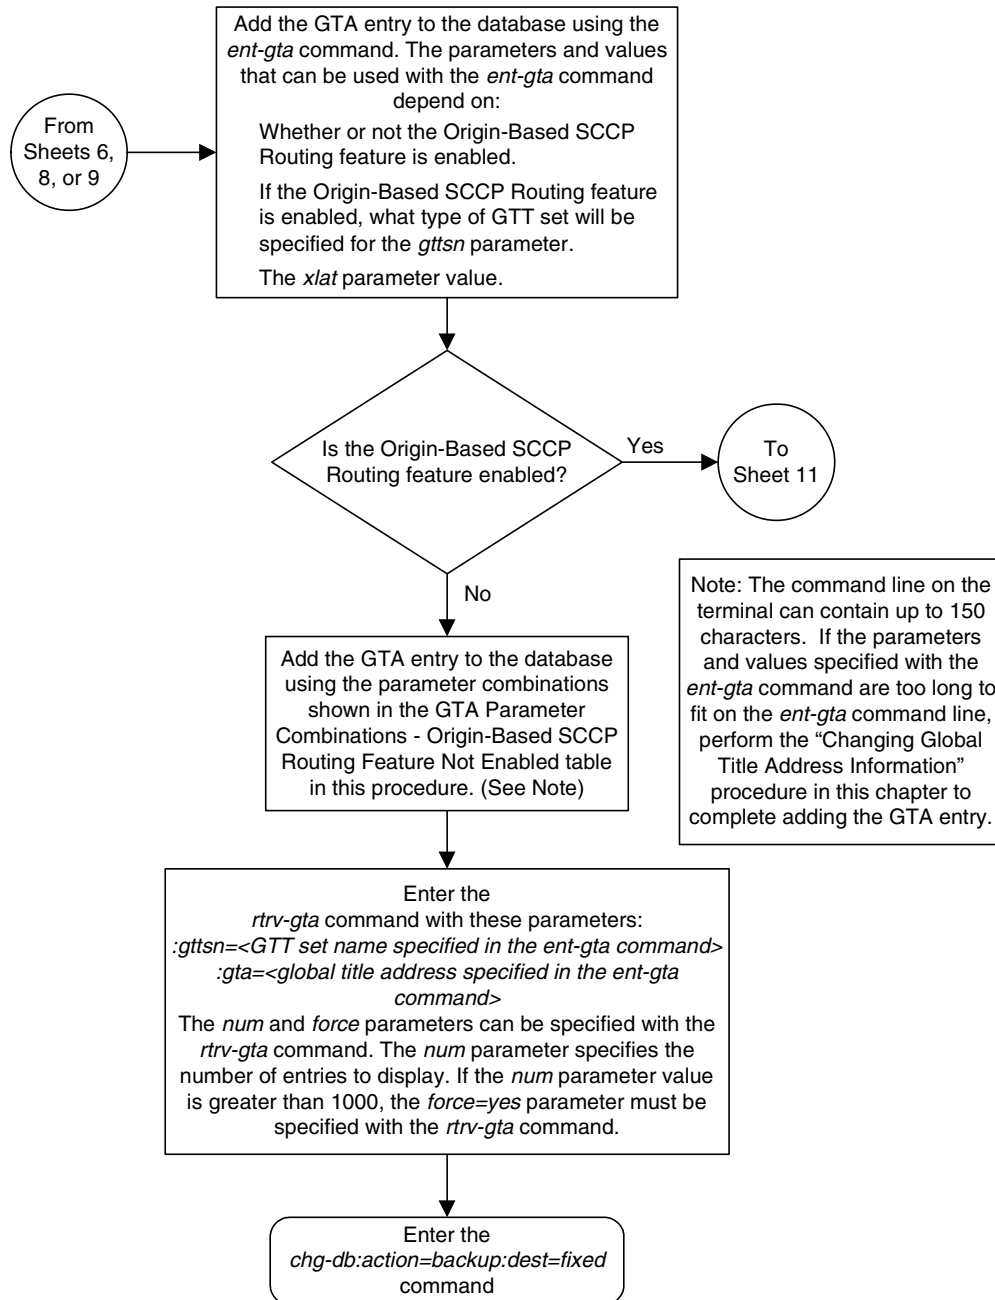 Add the GTA entry to the database using the
ent-gta command. The parameters and values
that can be used with the ent-gta command
depend on:
Whether or not the Origin-Based SCCP
Routing feature is enabled.
If the Origin-Based SCCP Routing feature
is enabled, what type of GTT set will be
specified for the gttsn parameter.
The xlat parameter value.
From
Sheets 6,
8, or 9
Is the Origin-Based SCCP
Routing feature enabled?
Yes
To
Sheet 11
No
Add the GTA entry to the database
using the parameter combinations
shown in the GTA Parameter
Combinations - Origin-Based SCCP
Routing Feature Not Enabled table
in this procedure. (See Note)
Note: The command line on the
terminal can contain up to 150
characters.  If the parameters
and values specified with the
ent-gta command are too long to
fit on the ent-gta command line,
perform the “Changing Global
Title Address Information”
procedure in this chapter to
complete adding the GTA entry.
Enter the
rtrv-gta command with these parameters:
:gttsn=<GTT set name specified in the ent-gta command>
:gta=<global title address specified in the ent-gta
command>
The num and force parameters can be specified with the
rtrv-gta command. The num parameter specifies the
number of entries to display. If the num parameter value
is greater than 1000, the force=yes parameter must be
specified with the rtrv-gta command.
Enter the
chg-db:action=backup:dest=fixed
command